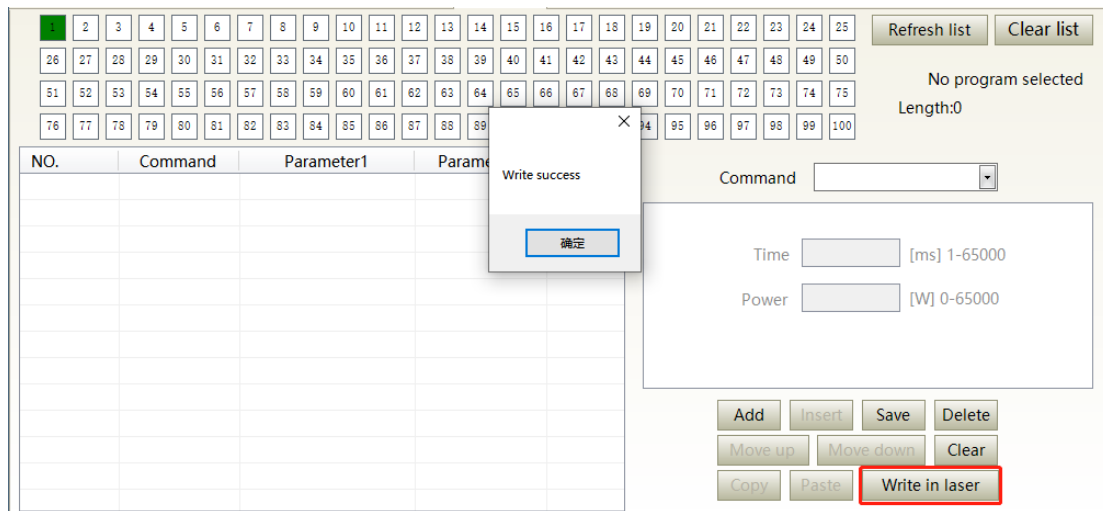 1 2 3 4 5 6 7 8 9 10 11 12 13 14 15 16 17 18 19 20 21 22 23 24 25 Refresh list Clear list
26 27 28 29 30 31 32 33 34 35 36 37 38 39 40 41 42 43 44 45 46 47 48 49 50
No program selected
51 52 53 54 55 56 57 58 59 60 61 62 63 64 65 66 67 68 69 70 71 72 73 74 75
Length:0
76 77 78 79 80 81 82 83 84 85 86 87 88 89 94 95 96 97 98 99 100
NO. Command Parameter1 Parame
Write success
确定
Command
Time [ms] 1-65000
Power [W] 0-65000
Add Insert Save Delete
Move up Move down Clear
Copy Paste Write in laser